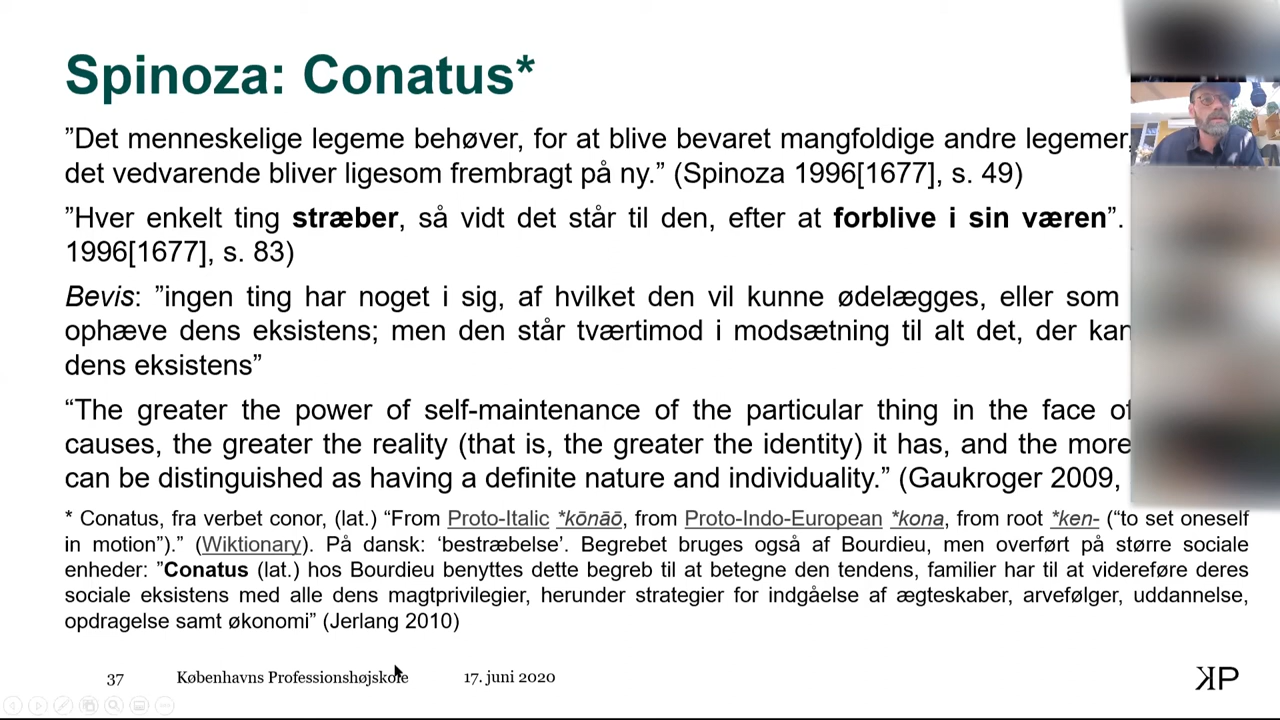 Spinoza: Conatus*
”Det menneskelige legeme behøver, for at blive bevaret mangfoldige andre legemer,
det vedvarende bliver ligesom frembragt på ny.” (Spinoza 1996[1677], s. 49)
”Hver enkelt ting stræber, så vidt det står til den, efter at forblive i sin væren”.
1996[1677], s. 83)
Bevis: ”ingen ting har noget i sig, af hvilket den vil kunne ødelægges, eller som
ophæve dens eksistens; men den står tværtimod i modsætning til alt det, der kan
dens eksistens”
“The greater the power of self-maintenance of the particular thing in the face of
causes, the greater the reality (that is, the greater the identity) it has, and the more
can be distinguished as having a definite nature and individuality.” (Gaukroger 2009,
* Conatus, fra verbet conor, (lat.) “From Proto-Italic *kōnāō, from Proto-Indo-European *kona, from root *ken- (“to set oneself
in motion”).” (Wiktionary). På dansk: ‘bestræbelse’. Begrebet bruges også af Bourdieu, men overført på større sociale
enheder: ”Conatus (lat.) hos Bourdieu benyttes dette begreb til at betegne den tendens, familier har til at videreføre deres
sociale eksistens med alle dens magtprivilegier, herunder strategier for indgåelse af ægteskaber, arvefølger, uddannelse,
opdragelse samt økonomi” (Jerlang 2010)
37 Københavns Professionshøjskole 17. juni 2020
KP